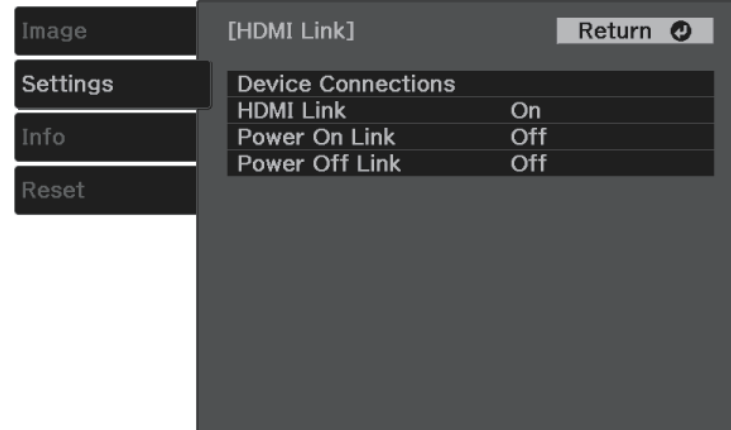 Image
Settings
Info
Reset
[HDMI Link]
Return
Device Connections
HDMI Link On
Power On Link Off
Power Off Link Off